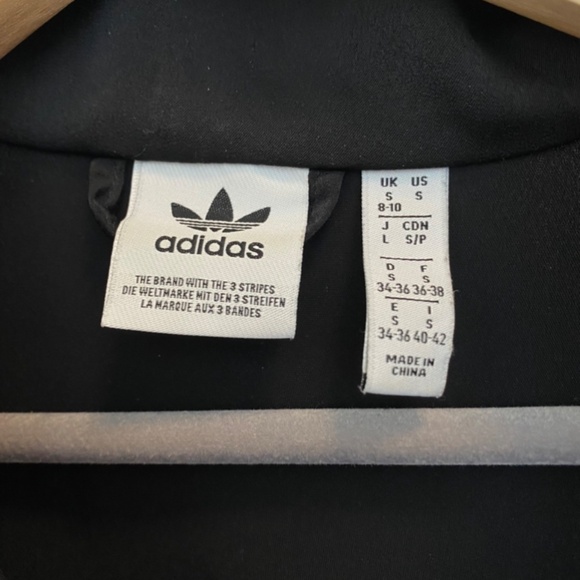 adidas
THE BRAND WITH THE 3 STRIPES
DIE WELTMARKE MIT DEN 3 STREIFEN
LA MARQUE AUX 3 BANDES
UK US
S S
8-10
J CDN
L S/P
D F
S S
34-36 36-38
E I
S S
34-36 40-42
MADE IN
CHINA